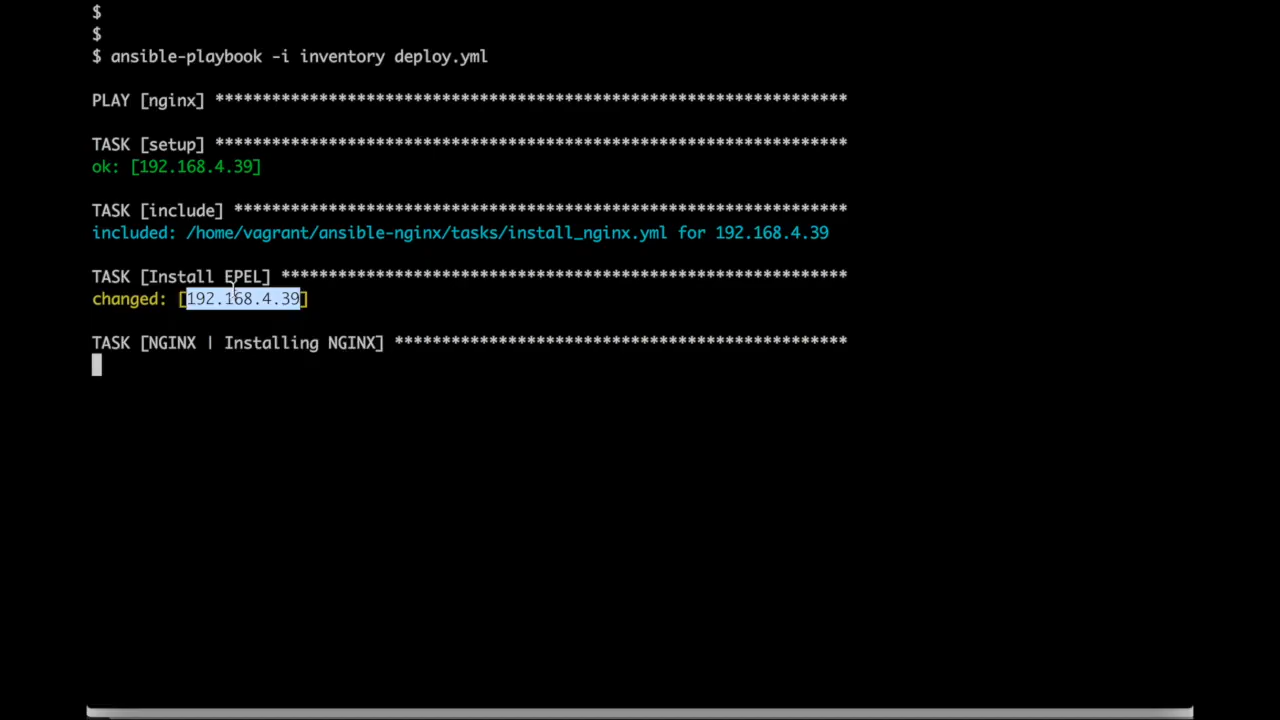 $
$
$ ansible-playbook -i inventory deploy.yml
PLAY [nginx] *******************************************************************
TASK [setup] *******************************************************************
ok: [192.168.4.39]
TASK [include] *****************************************************************
included: /home/vagrant/ansible-nginx/tasks/install_nginx.yml for 192.168.4.39
TASK [Install EPEL] ************************************************************
changed: [192.168.4.39]
TASK [NGINX | Installing NGINX] ************************************************